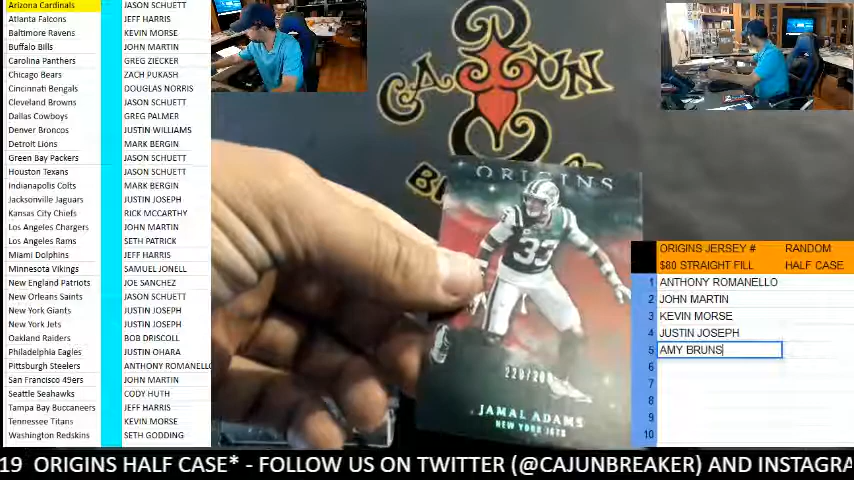 Arizona Cardinals JASON SCHUETT
Atlanta Falcons JEFF HARRIS
Baltimore Ravens KEVIN MORSE
Buffalo Bills JOHN MARTIN
Carolina Panthers GREG ZIECKER
Chicago Bears ZACH PUKASH
Cincinnati Bengals DOUGLAS NORRIS
Cleveland Browns JASON SCHUETT
Dallas Cowboys GREG PALMER
Denver Broncos JUSTIN WILLIAMS
Detroit Lions MARK BERGIN
Green Bay Packers JASON SCHUETT
Houston Texans JASON SCHUETT
Indianapolis Colts MARK BERGIN
Jacksonville Jaguars JUSTIN JOSEPH
Kansas City Chiefs RICK MCCARTHY
Los Angeles Chargers JOHN MARTIN
Los Angeles Rams SETH PATRICK
Miami Dolphins JEFF HARRIS
Minnesota Vikings SAMUEL JONELL
New England Patriots JOE SANCHEZ
New Orleans Saints JASON SCHUETT
New York Giants JUSTIN JOSEPH
New York Jets JUSTIN JOSEPH
Oakland Raiders BOB DRISCOLL
Philadelphia Eagles JUSTIN OHARA
Pittsburgh Steelers ANTHONY ROMANELLO
San Francisco 49ers JOHN MARTIN
Seattle Seahawks CODY HUTH
Tampa Bay Buccaneers JEFF HARRIS
Tennessee Titans KEVIN MORSE
Washington Redskins SETH GODDING
CAJUN
ORIGINS
33
JAMAL ADAMS
NEW YORK JETS
ORIGINS JERSEY # RANDOM
$80 STRAIGHT FILL HALF CASE
1 ANTHONY ROMANELLO
2 JOHN MARTIN
3 KEVIN MORSE
4 JUSTIN JOSEPH
5 AMY BRUNS
6
7
8
9
10
19 ORIGINS HALF CASE* - FOLLOW US ON TWITTER (@CAJUNBREAKER) AND INSTAGRA